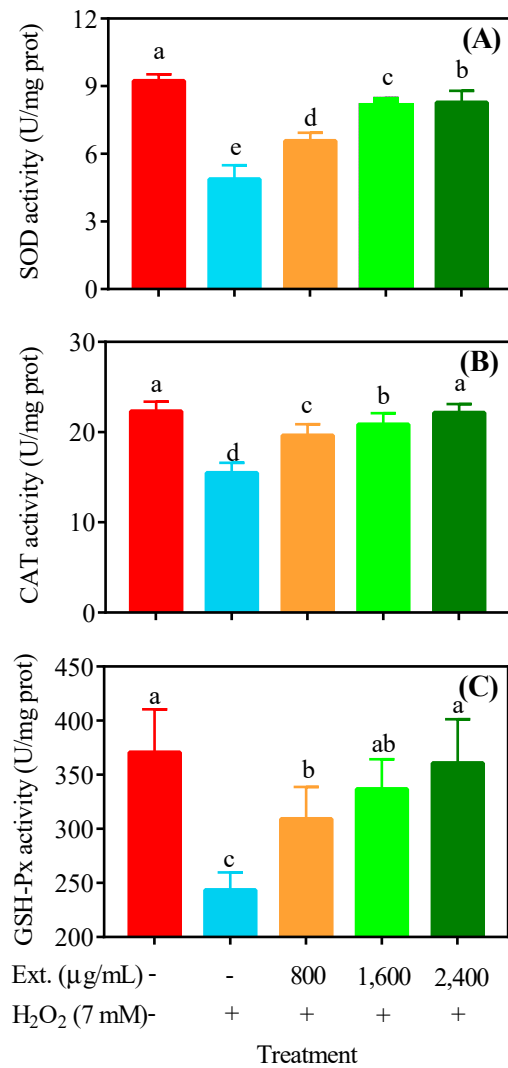 (A)
SOD activity (U/mg prot)
12
9
6
3
0
a
e
d
c
b
(B)
CAT activity (U/mg prot)
30
20
10
0
a
d
c
b
a
(C)
GSH-Px activity (U/mg prot)
450
400
350
300
250
200
a
c
b
ab
a
Ext. (μg/mL) - - 800 1,600 2,400
H₂O₂ (7 mM)- + + + +
Treatment